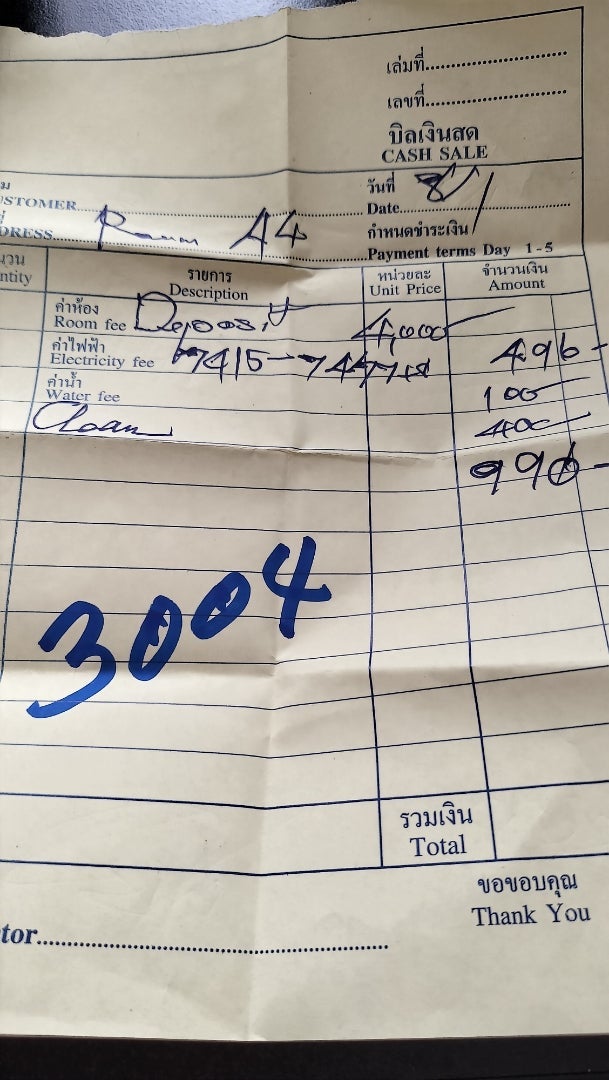 เล่มที่
เลขที่
บิลเงินสด
CASH SALE
วันที่ 8/1
STOMER Date
DRESS Room A4 กำหนดชำระเงิน
Payment terms Day 1-5
รายการ หน่วยละ จำนวนเงิน
ntity Description Unit Price Amount
ค่าห้อง
Room fee Deposit 4,000
ค่าไฟฟ้า
Electricity fee 7415-7477 496-
ค่าน้ำ
Water fee 100
Clean 400
996-
3004
รวมเงิน
Total
ขอขอบคุณ
Thank You
tor